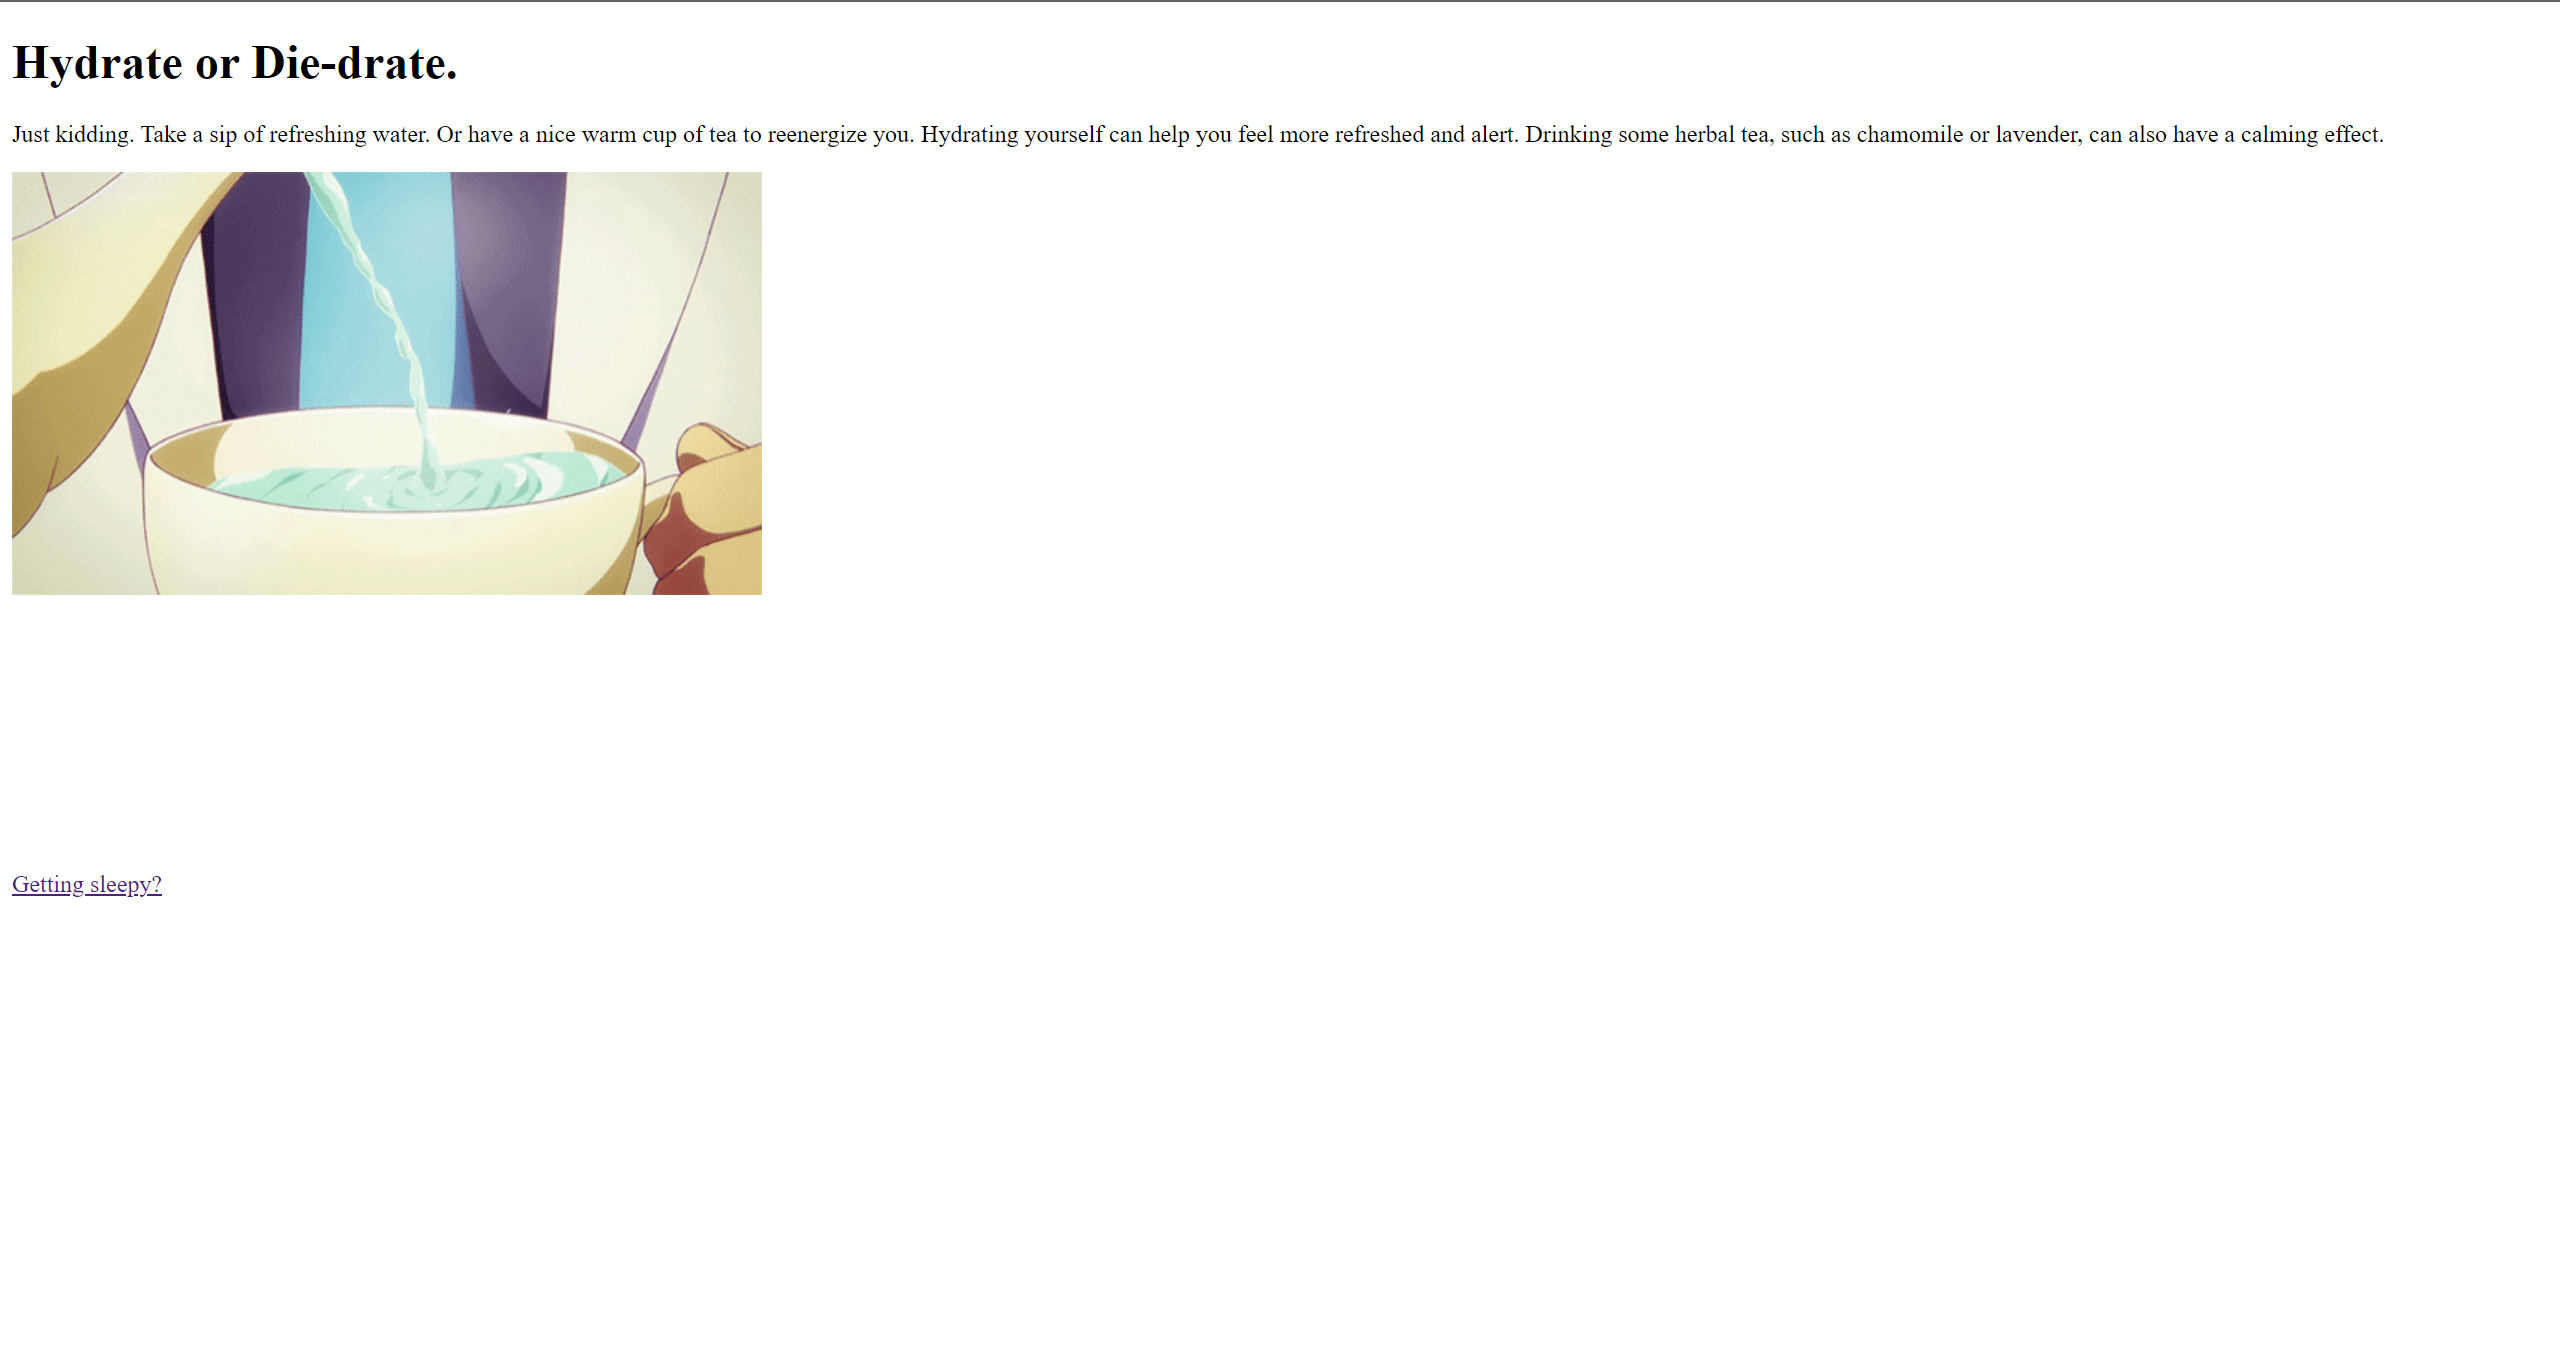 Hydrate or Die-drate.
Just kidding. Take a sip of refreshing water. Or have a nice warm cup of tea to reenergize you. Hydrating yourself can help you feel more refreshed and alert. Drinking some herbal tea, such as chamomile or lavender, can also have a calming effect.
Getting sleepy?